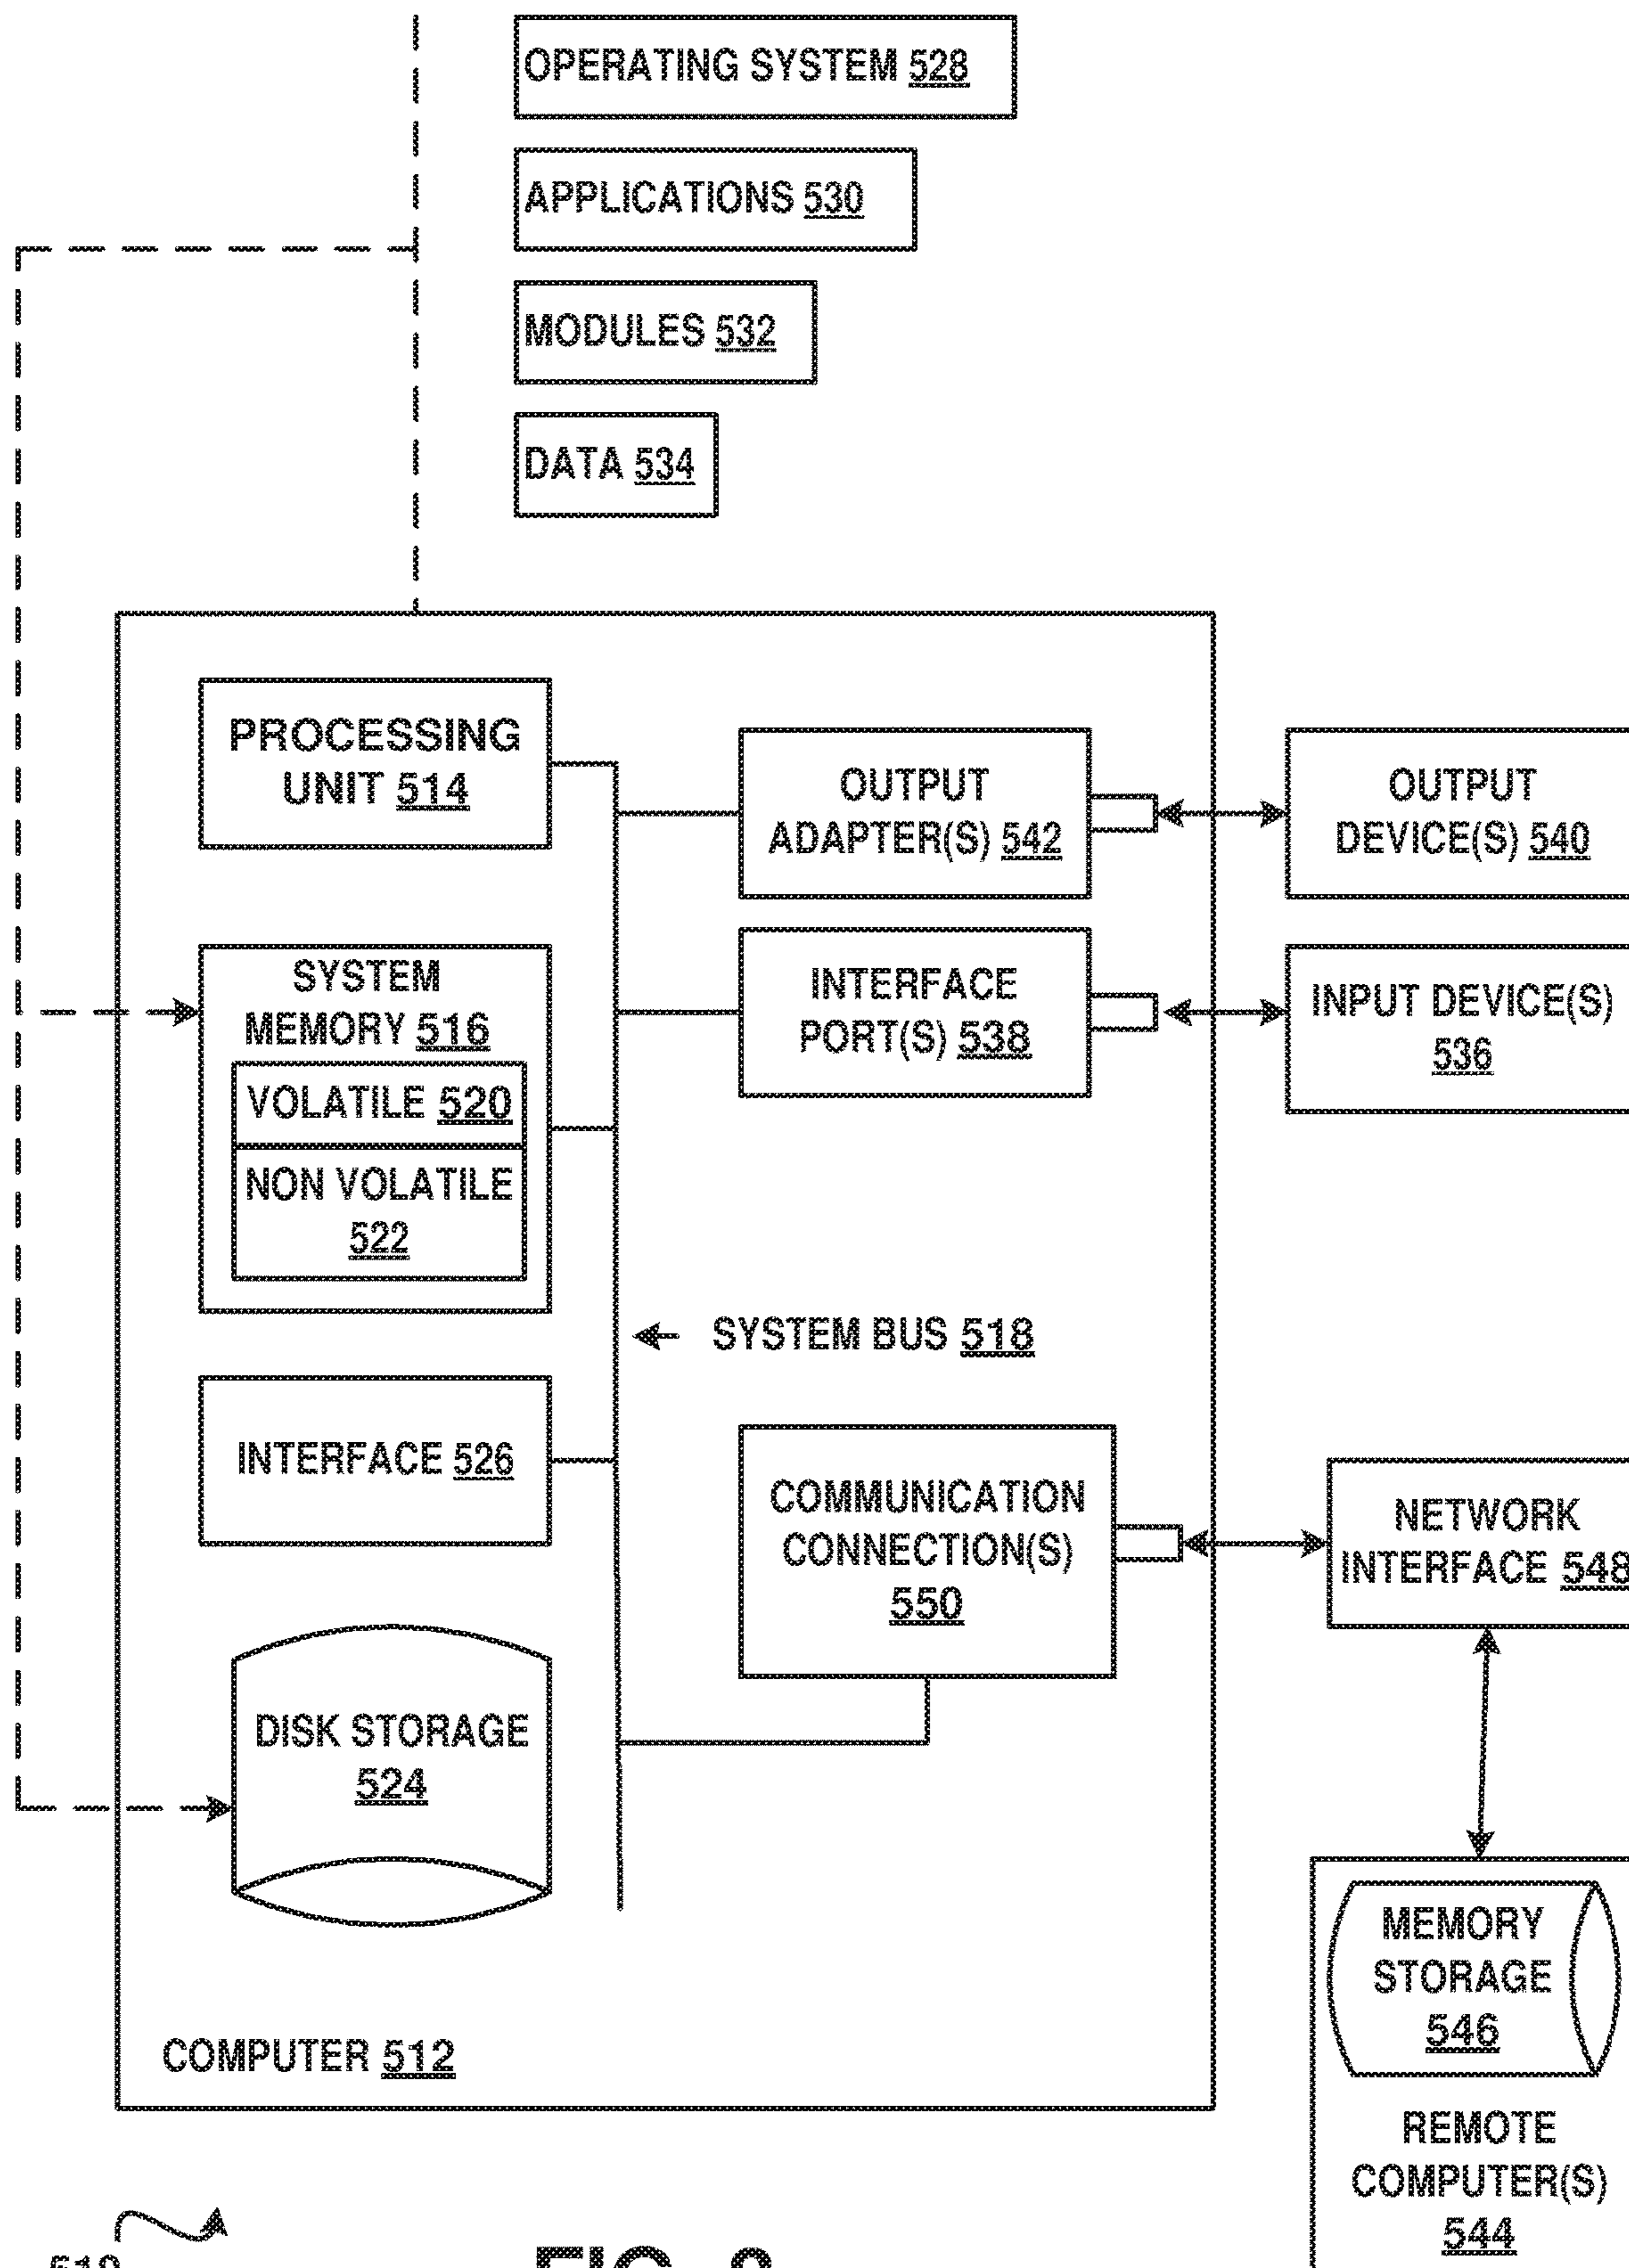 OPERATING SYSTEM 528
APPLICATIONS 530
MODULES 532
DATA 534
PROCESSING
UNIT 514
OUTPUT
ADAPTER(S) 542
OUTPUT
DEVICE(S) 540
SYSTEM
MEMORY 516
VOLATILE 520
NON VOLATILE
522
INTERFACE
PORT(S) 538
INPUT DEVICE(S)
536
SYSTEM BUS 518
INTERFACE 526
COMMUNICATION
CONNECTION(S)
550
NETWORK
INTERFACE 548
DISK STORAGE
524
MEMORY
STORAGE
546
REMOTE
COMPUTER(S)
544
COMPUTER 512
FIG.